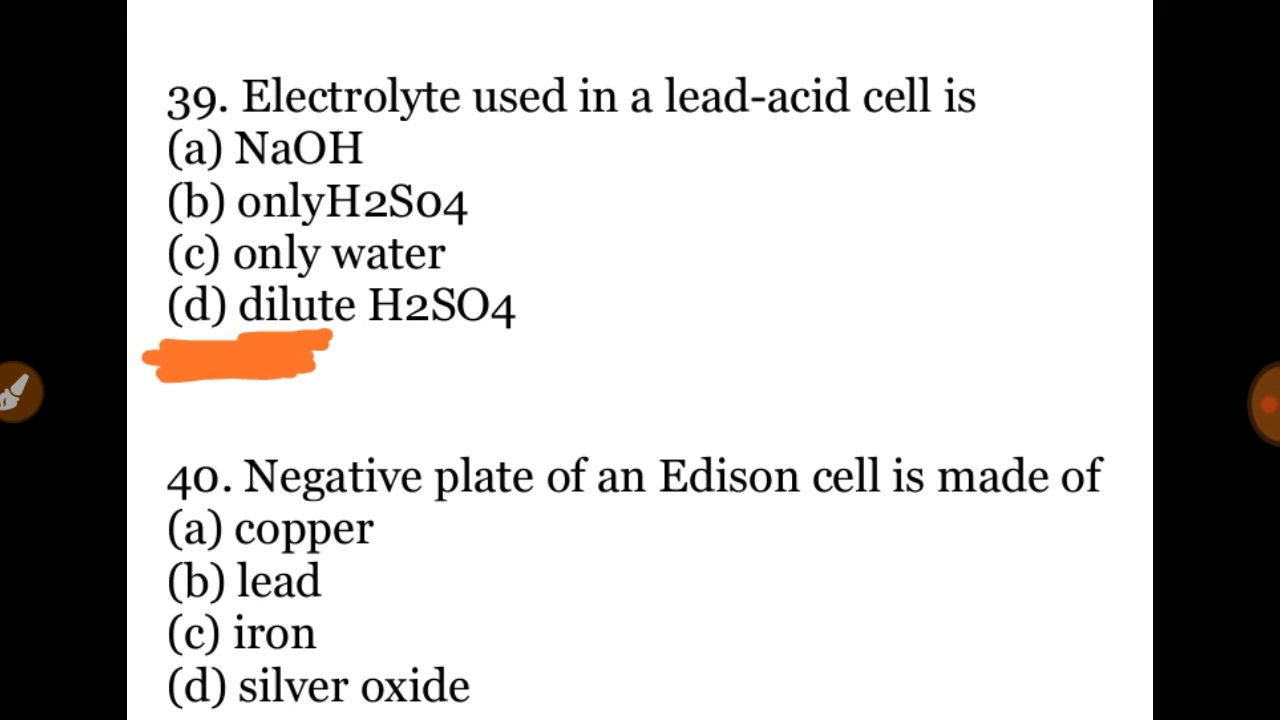 39. Electrolyte used in a lead-acid cell is
(a) NaOH
(b) onlyH2S04
(c) only water
(d) dilute H2SO4
40. Negative plate of an Edison cell is made of
(a) copper
(b) lead
(c) iron
(d) silver oxide